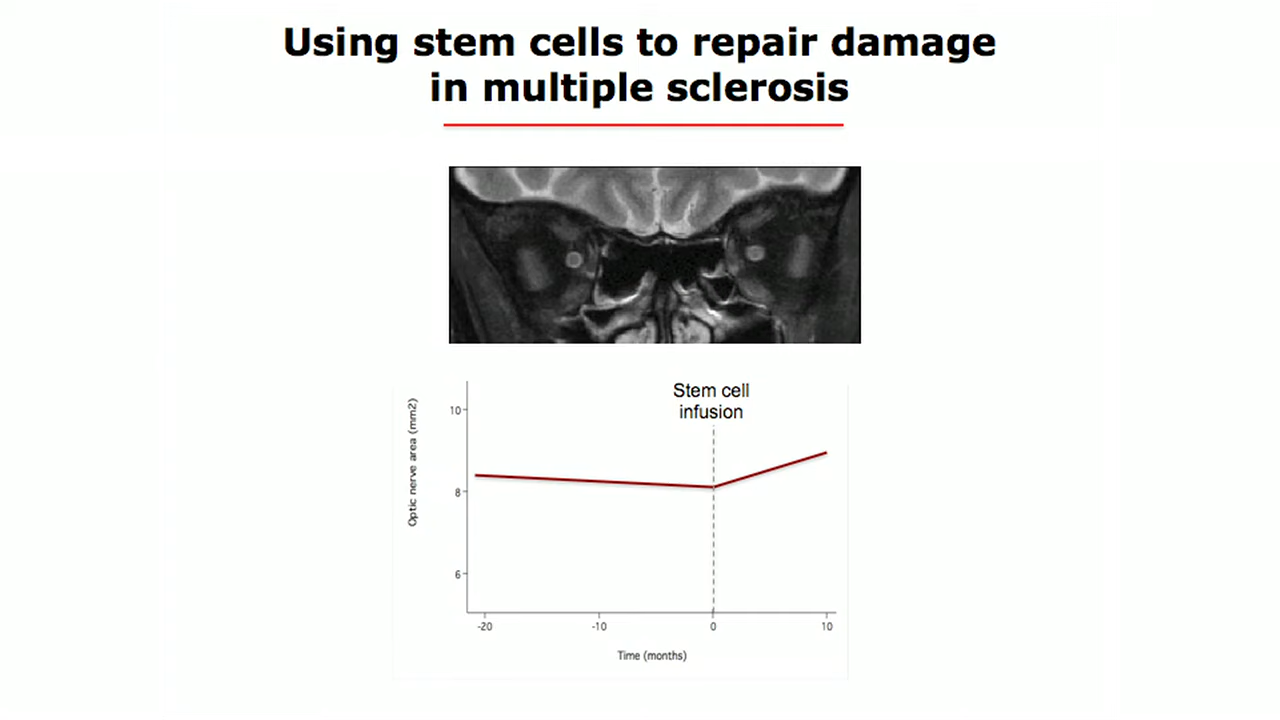 Using stem cells to repair damage
in multiple sclerosis
Stem cell
infusion
Optic nerve area (mm2)
10
8
6
-20
-10
0
10
Time (months)